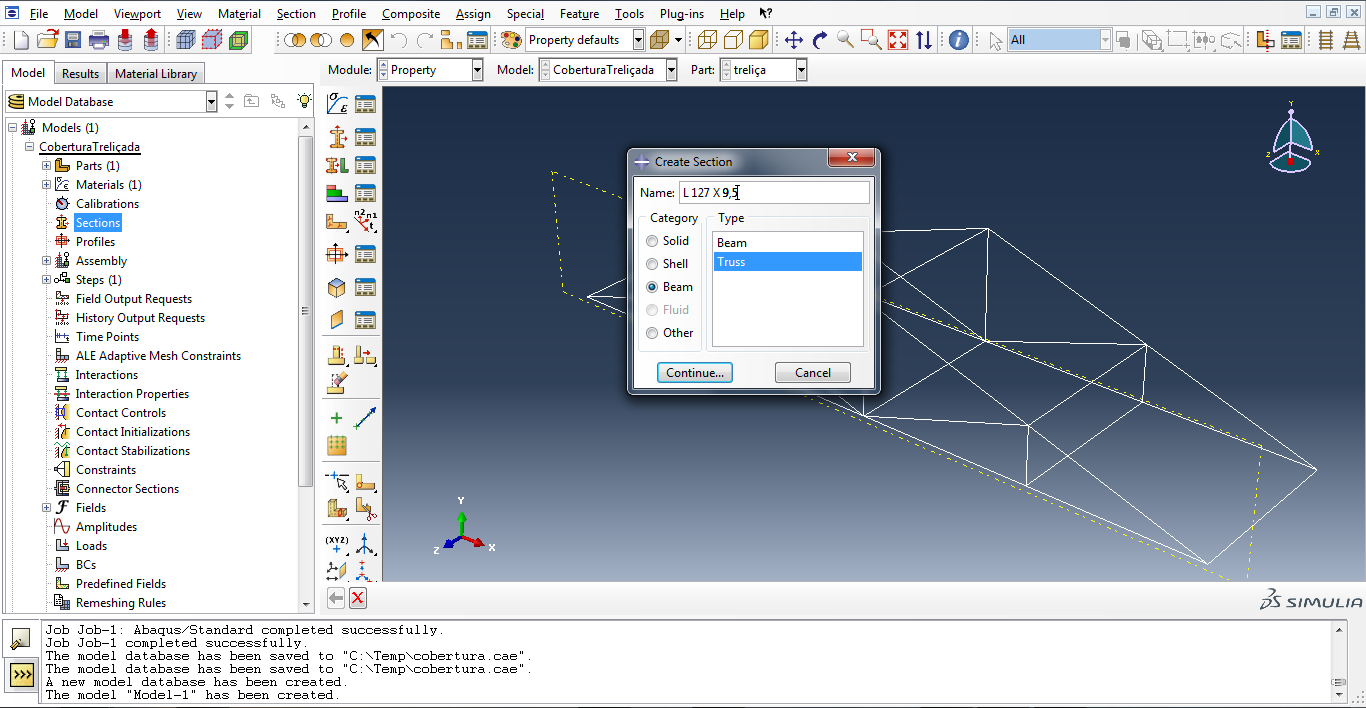 File Model Viewport View Material Section Profile Composite Assign Special Feature Tools Plug-ins Help
Property defaults All
Model Results Material Library
Module: Property Model: CoberturaTreliçada Part: treliça
Model Database
Models (1)
CoberturaTreliçada
Parts (1)
Materials (1)
Calibrations
Sections
Profiles
Assembly
Steps (1)
Field Output Requests
History Output Requests
Time Points
ALE Adaptive Mesh Constraints
Interactions
Interaction Properties
Contact Controls
Contact Initializations
Contact Stabilizations
Constraints
Connector Sections
Fields
Amplitudes
Loads
BCs
Predefined Fields
Remeshing Rules
σ ε
n2 n1
(XYZ)
Create Section
Name: L 127 X 9,5
Category
Solid
Shell
Beam
Fluid
Other
Type
Beam
Truss
Continue... Cancel
Y
Z X
Y
Z X
SIMULIA
Job Job-1: Abaqus/Standard completed successfully.
Job Job-1 completed successfully.
The model database has been saved to "C:\Temp\cobertura.cae".
The model database has been saved to "C:\Temp\cobertura.cae".
A new model database has been created.
The model "Model-1" has been created.